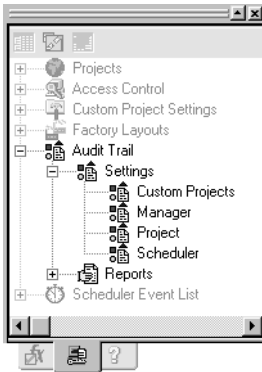 Projects
Access Control
Custom Project Settings
Factory Layouts
Audit Trail
Settings
Custom Projects
Manager
Project
Scheduler
Reports
Scheduler Event List
fx
?